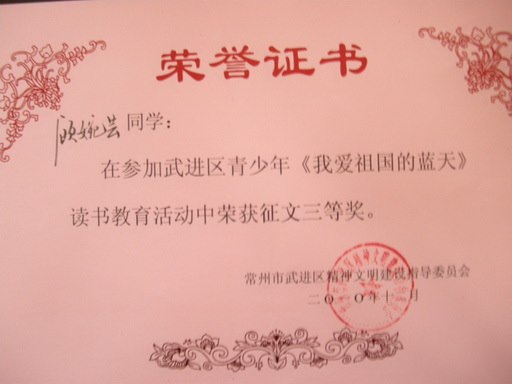 荣誉证书
顾婉芸同学：
在参加武进区青少年《我爱祖国的蓝天》
读书教育活动中荣获征文三等奖。
常州市武进区精神文明建设指导委员会
二〇一〇年十一月